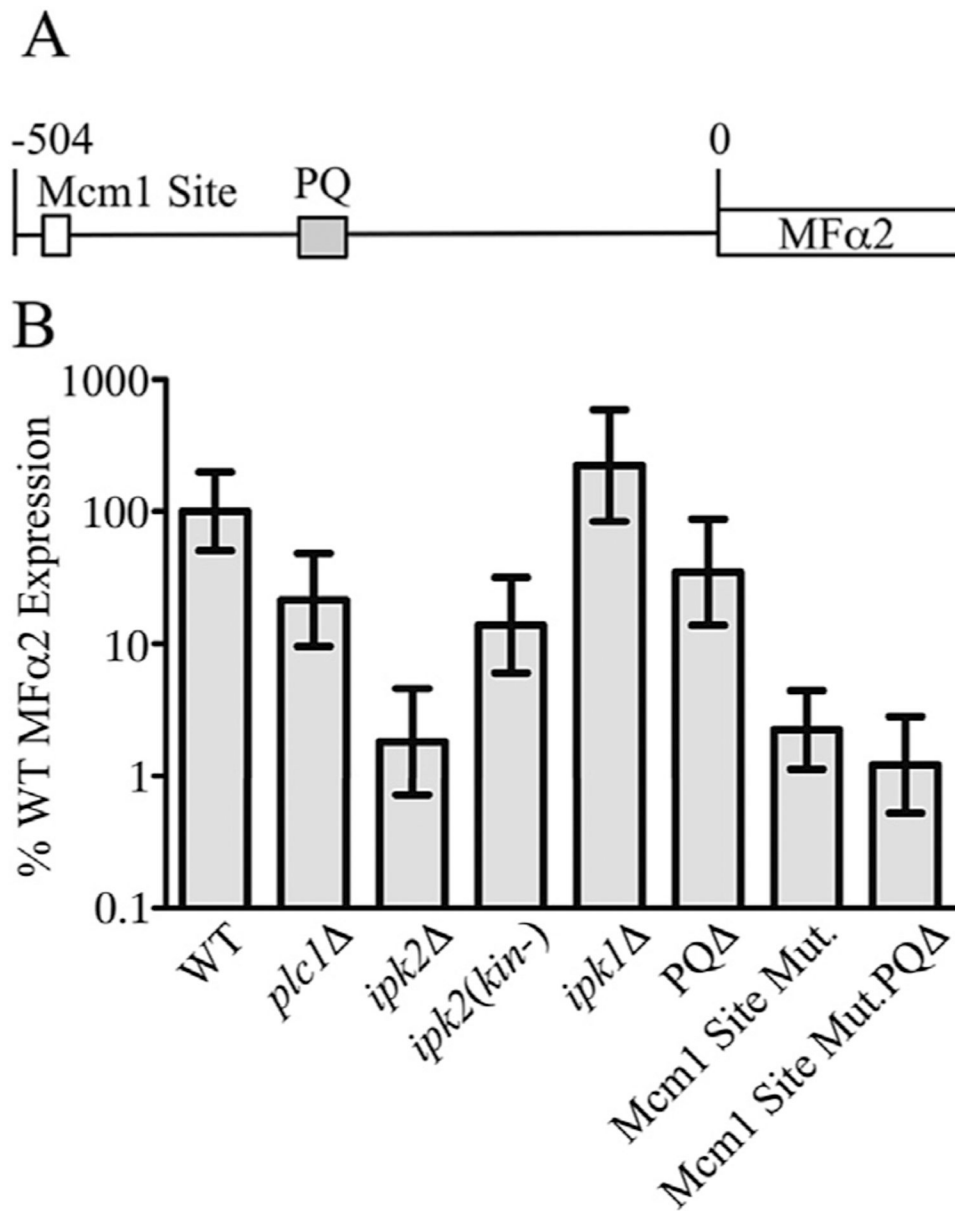 A
-504
0
Mcm1 Site
PQ
MFα2
B
% WT MFα2 Expression
1000
100
10
1
0.1
WT
plc1Δ
ipk2Δ
ipk2(kin-)
ipk1Δ
PQΔ
Mcm1 Site Mut.
Mcm1 Site Mut.PQΔ